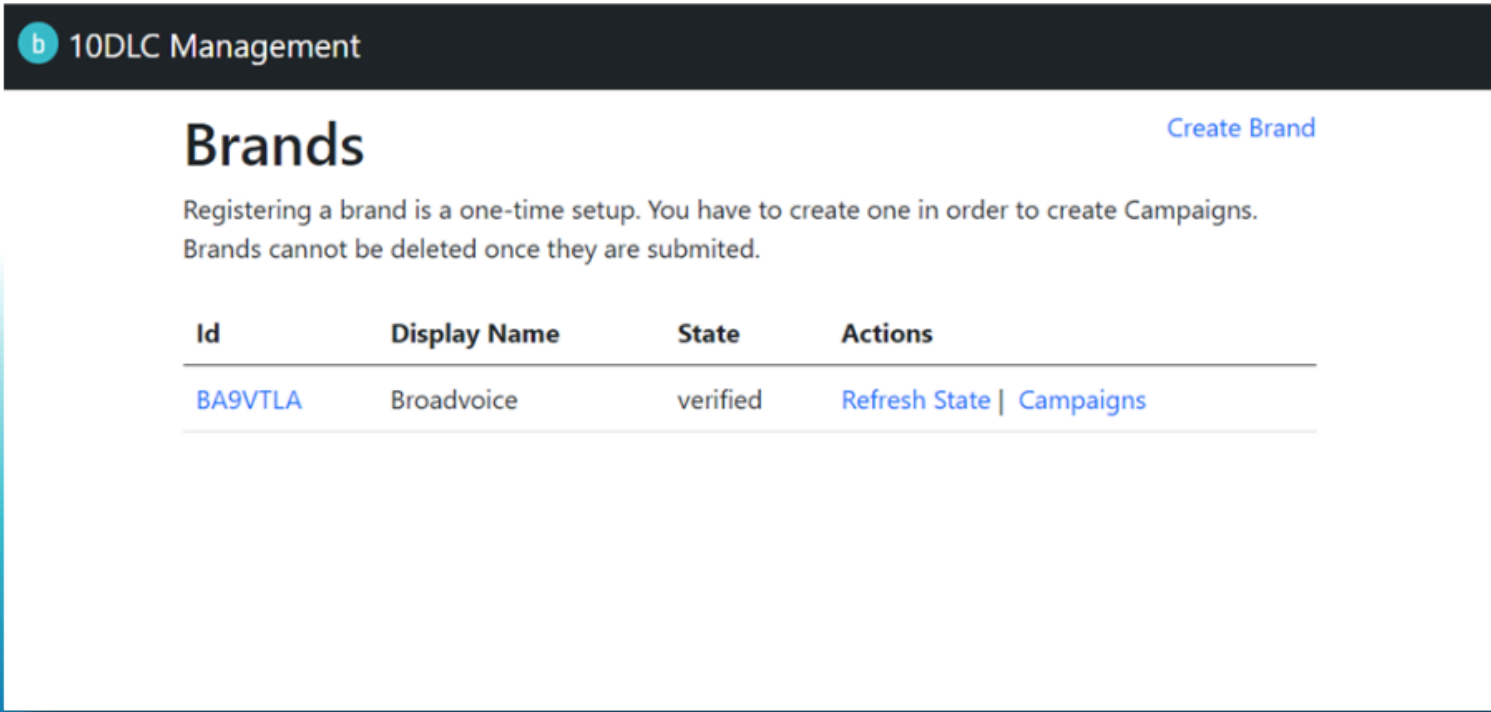 b 10DLC Management
Brands
Create Brand
Registering a brand is a one-time setup. You have to create one in order to create Campaigns.
Brands cannot be deleted once they are submited.
Id Display Name State Actions
BA9VTLA Broadvoice verified Refresh State | Campaigns